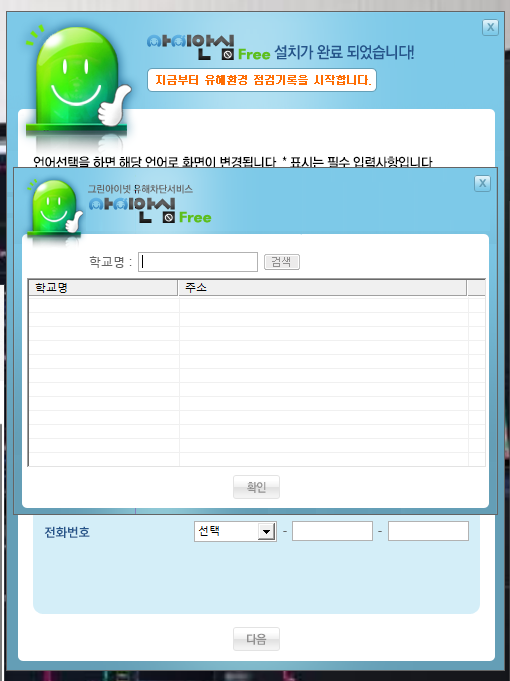 X
아이안심 Free 설치가 완료 되었습니다!
지금부터 유해환경 점검기록을 시작합니다.
언어선택을 하면 해당 언어로 화면이 변경됩니다 * 표시는 필수 입력사항입니다
X
그린아이넷 유해차단서비스
아이안심 Free
학교명 : 검색
학교명 주소
확인
전화번호 선택 - -
다음